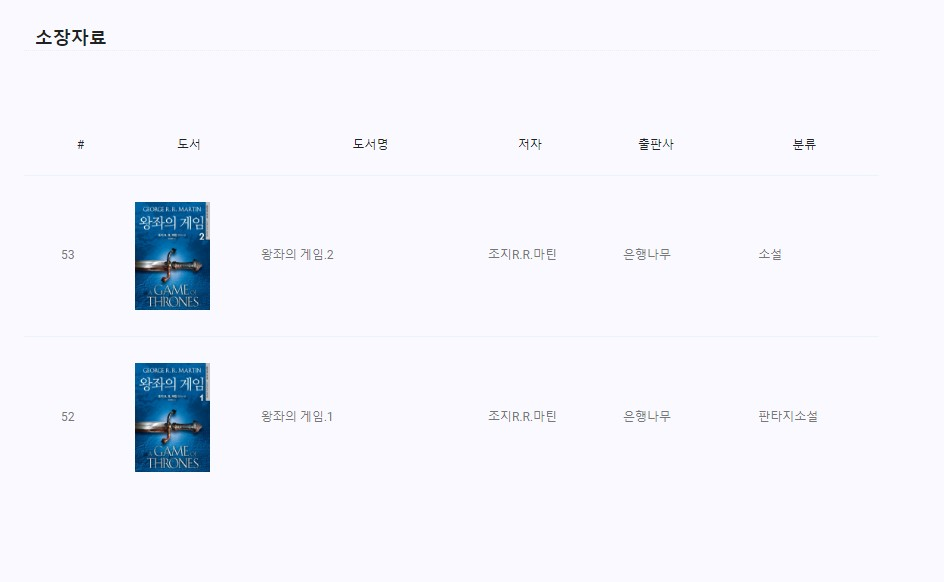 소장자료
# 도서 도서명 저자 출판사 분류
GEORGE R. R. MARTIN
왕좌의 게임
2
A GAME OF
THRONES
53 왕좌의 게임.2 조지R.R.마틴 은행나무 소설
GEORGE R. R. MARTIN
왕좌의 게임
1
A GAME OF
THRONES
52 왕좌의 게임.1 조지R.R.마틴 은행나무 판타지소설